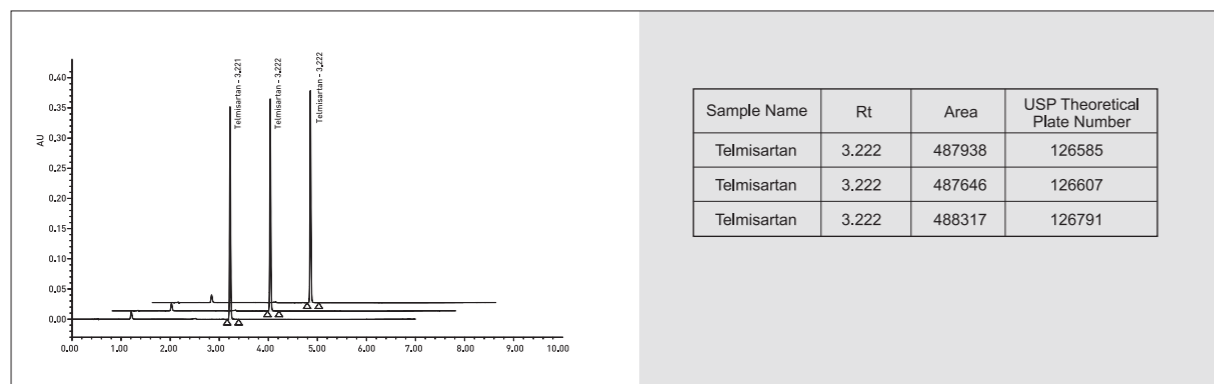 AU
0.40
0.35
0.30
0.25
0.20
0.15
0.10
0.05
0.00
Telmisartan - 3.221
Telmisartan - 3.222
Telmisartan - 3.222
0.00 1.00 2.00 3.00 4.00 5.00 6.00 7.00 8.00 9.00 10.00
Sample Name Rt Area USP Theoretical
Plate Number
Telmisartan 3.222 487938 126585
Telmisartan 3.222 487646 126607
Telmisartan 3.222 488317 126791